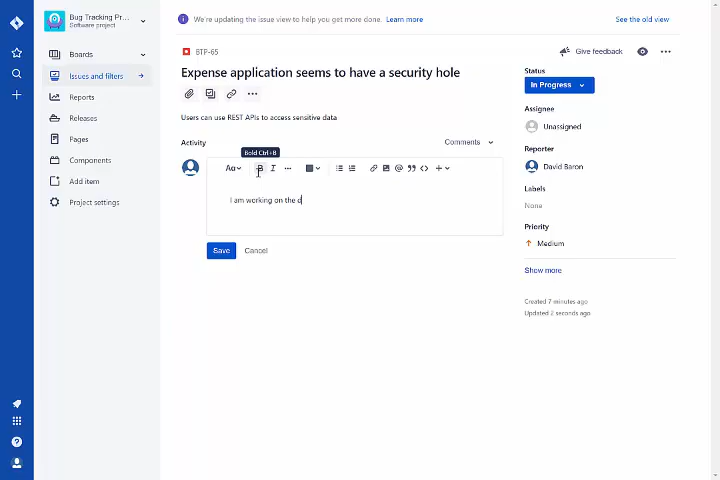 Bug Tracking Pr...
Software project
Boards
Issues and filters
Reports
Releases
Pages
Components
Add item
Project settings
We're updating the issue view to help you get more done. Learn more
See the old view
BTP-65
Give feedback
Expense application seems to have a security hole
Users can use REST APIs to access sensitive data
Activity
Comments
Bold Ctrl+B
Aa
B
I
I am working on the d
Save
Cancel
Status
In Progress
Assignee
Unassigned
Reporter
David Baron
Labels
None
Priority
Medium
Show more
Created 7 minutes ago
Updated 2 seconds ago